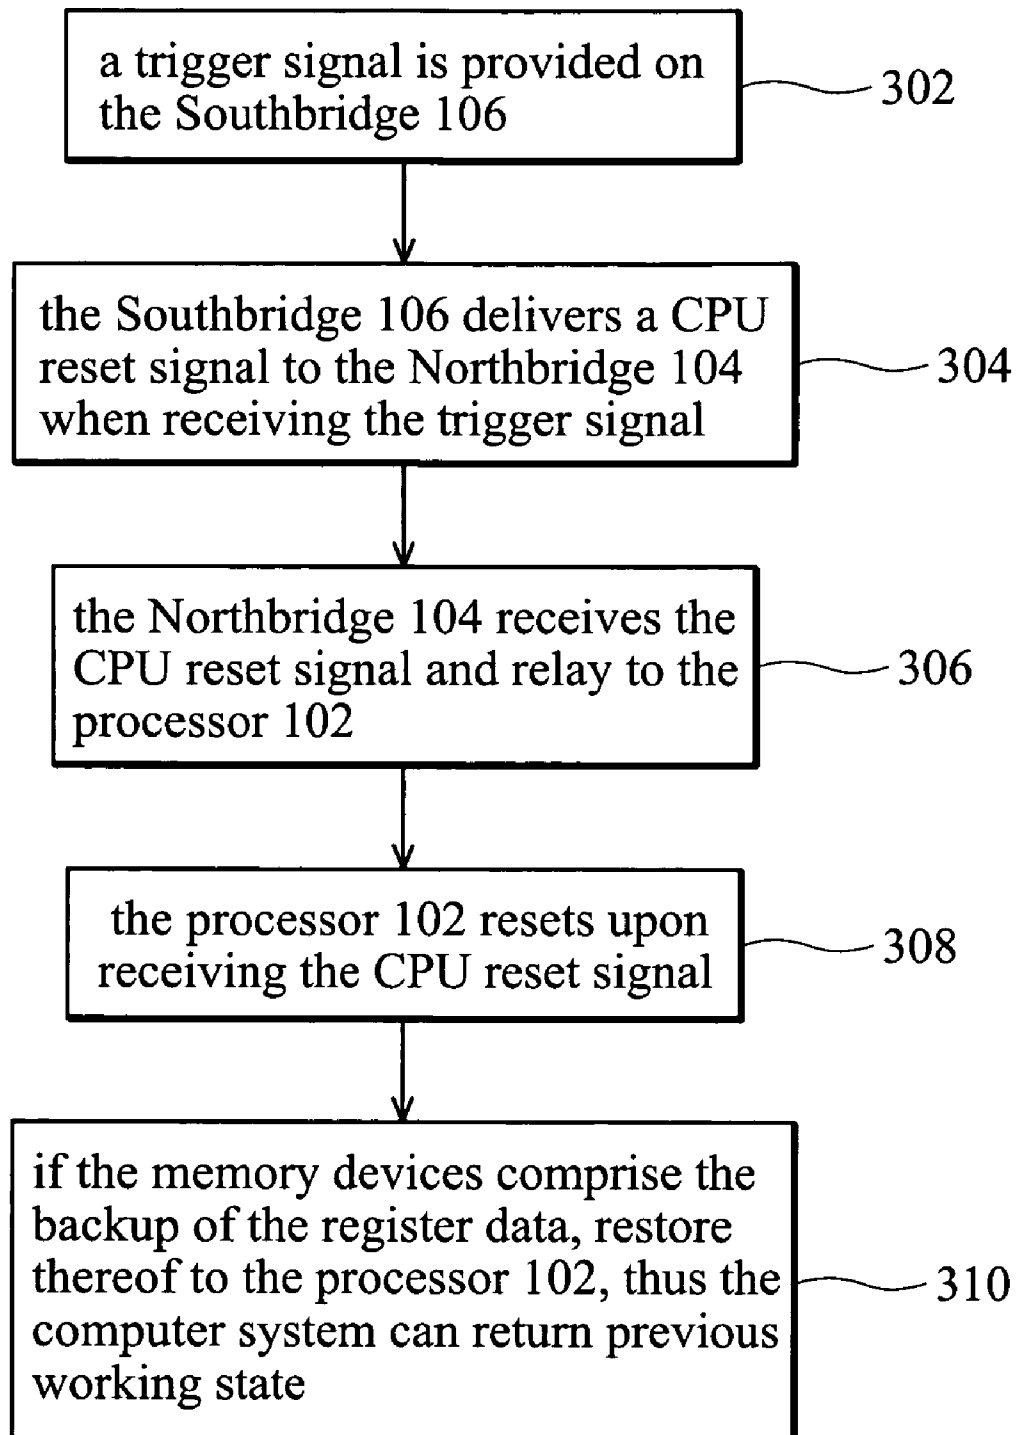 a trigger signal is provided on
the Southbridge 106
302
the Southbridge 106 delivers a CPU
reset signal to the Northbridge 104
when receiving the trigger signal
304
the Northbridge 104 receives the
CPU reset signal and relay to the
processor 102
306
the processor 102 resets upon
receiving the CPU reset signal
308
if the memory devices comprise the
backup of the register data, restore
thereof to the processor 102, thus the
computer system can return previous
working state
310